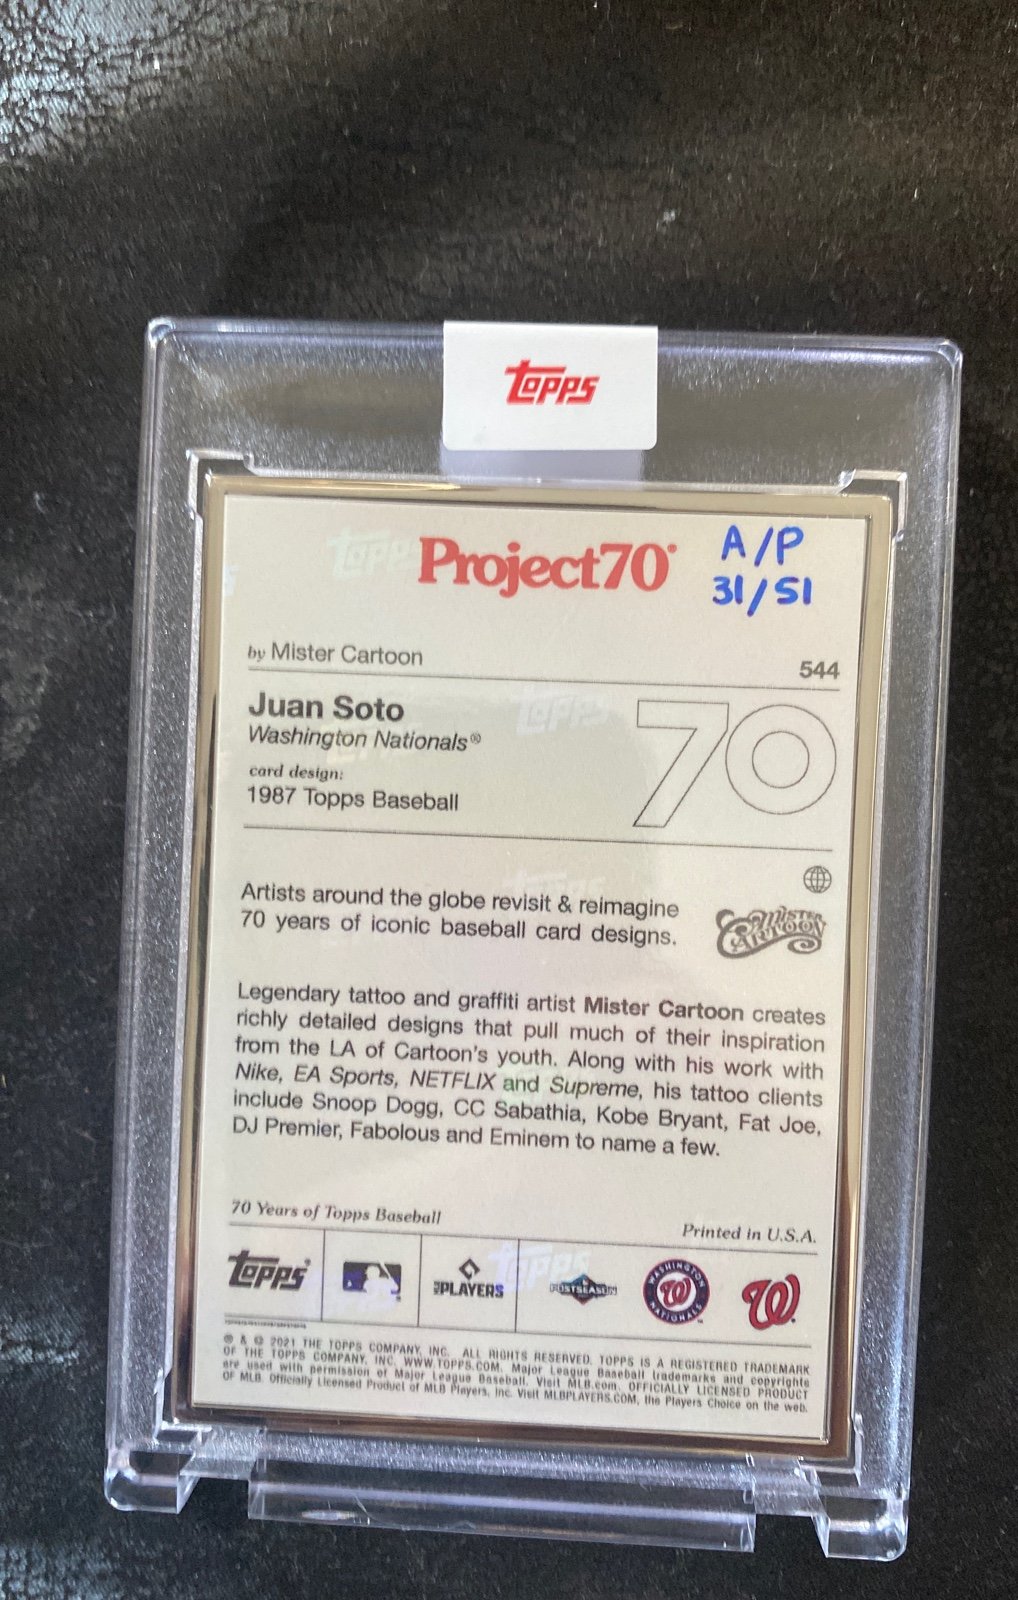 topps
Project70®
A/P
31/51
by Mister Cartoon
544
Juan Soto
Washington Nationals®
card design:
1987 Topps Baseball
70
Artists around the globe revisit & reimagine
70 years of iconic baseball card designs.
MISTER
CARTOON
Legendary tattoo and graffiti artist Mister Cartoon creates
richly detailed designs that pull much of their inspiration
from the LA of Cartoon's youth. Along with his work with
Nike, EA Sports, NETFLIX and Supreme, his tattoo clients
include Snoop Dogg, CC Sabathia, Kobe Bryant, Fat Joe,
DJ Premier, Fabolous and Eminem to name a few.
70 Years of Topps Baseball
Printed in U.S.A.
topps
PLAYERS
POSTSEASON
WASHINGTON
W
NATIONALS
W
® & © 2021 THE TOPPS COMPANY, INC. ALL RIGHTS RESERVED. TOPPS IS A REGISTERED TRADEMARK
OF THE TOPPS COMPANY, INC. WWW.TOPPS.COM. Major League Baseball trademarks and copyrights
are used with permission of Major League Baseball. Visit MLB.com. OFFICIALLY LICENSED PRODUCT
OF MLB Officially Licensed Product of MLB Players, Inc. Visit MLBPLAYERS.COM, the Players Choice on the web.